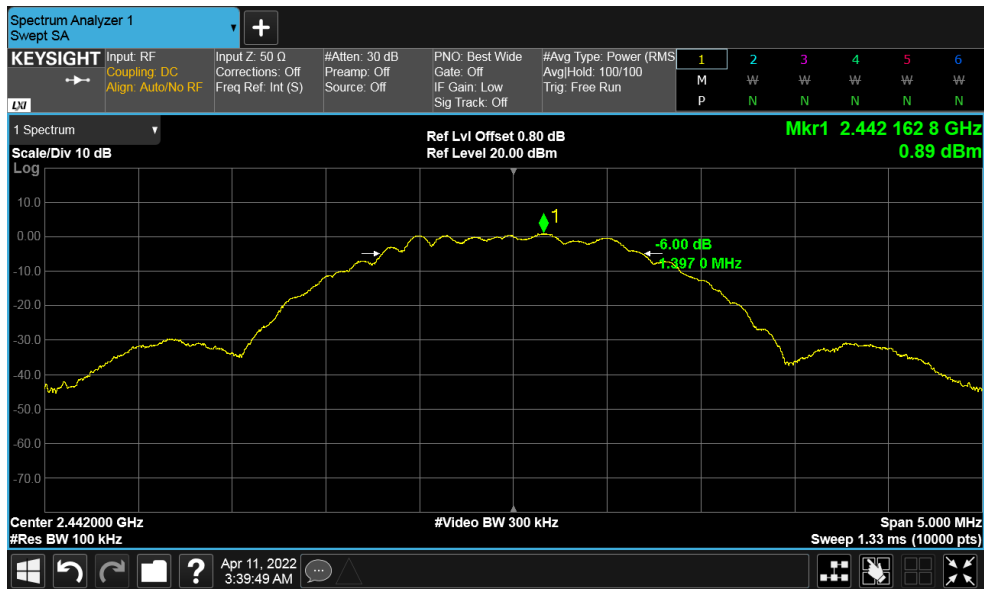 Spectrum Analyzer 1
Swept SA
+
KEYSIGHT
LXI
Input: RF
Coupling: DC
Align: Auto/No RF
Input Z: 50 Ω
Corrections: Off
Freq Ref: Int (S)
#Atten: 30 dB
Preamp: Off
Source: Off
PNO: Best Wide
Gate: Off
IF Gain: Low
Sig Track: Off
#Avg Type: Power (RMS
Avg|Hold: 100/100
Trig: Free Run
1 2 3 4 5 6
M W W W W W
P N N N N N
1 Spectrum
Scale/Div 10 dB
Log
Ref Lvl Offset 0.80 dB
Ref Level 20.00 dBm
Mkr1 2.442 162 8 GHz
0.89 dBm
10.0
0.00
-10.0
-20.0
-30.0
-40.0
-50.0
-60.0
-70.0
1
-6.00 dB
1.397 0 MHz
Center 2.442000 GHz
#Res BW 100 kHz
#Video BW 300 kHz
Span 5.000 MHz
Sweep 1.33 ms (10000 pts)
?
Apr 11, 2022
3:39:49 AM